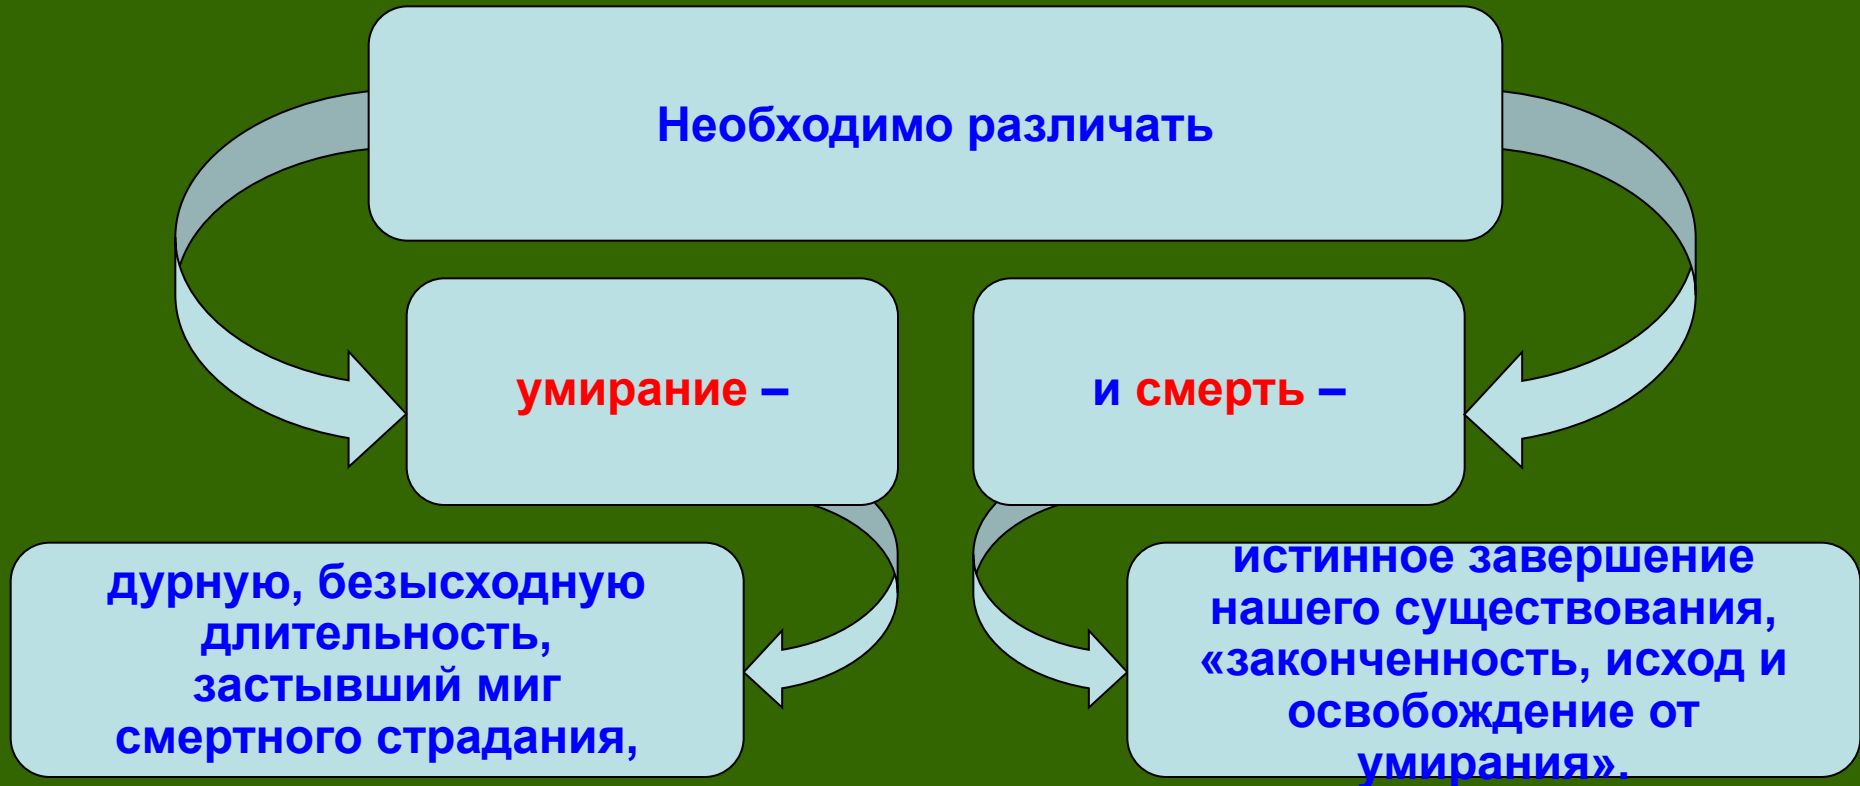 Необходимо различать
умирание –
и смерть –
дурную, безысходную
длительность,
застывший миг
смертного страдания,
истинное завершение
нашего существования,
«законченность, исход и
освобождение от
умирания».